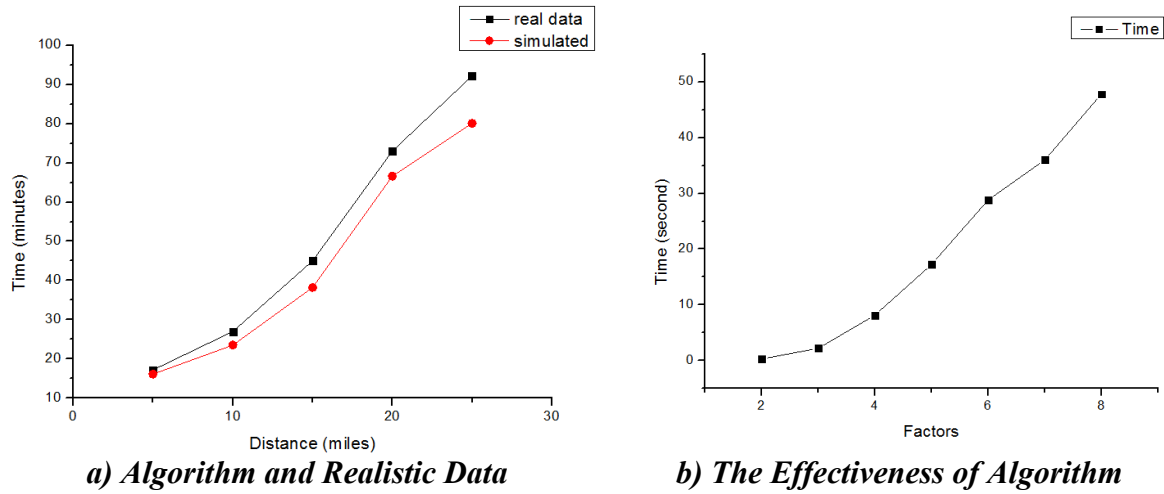 real data
simulated
100
90
80
70
60
50
40
30
20
10
0
10
20
30
Time (minutes)
Distance (miles)
a) Algorithm and Realistic Data
Time
50
40
30
20
10
0
2
4
6
8
Time (second)
Factors
b) The Effectiveness of Algorithm